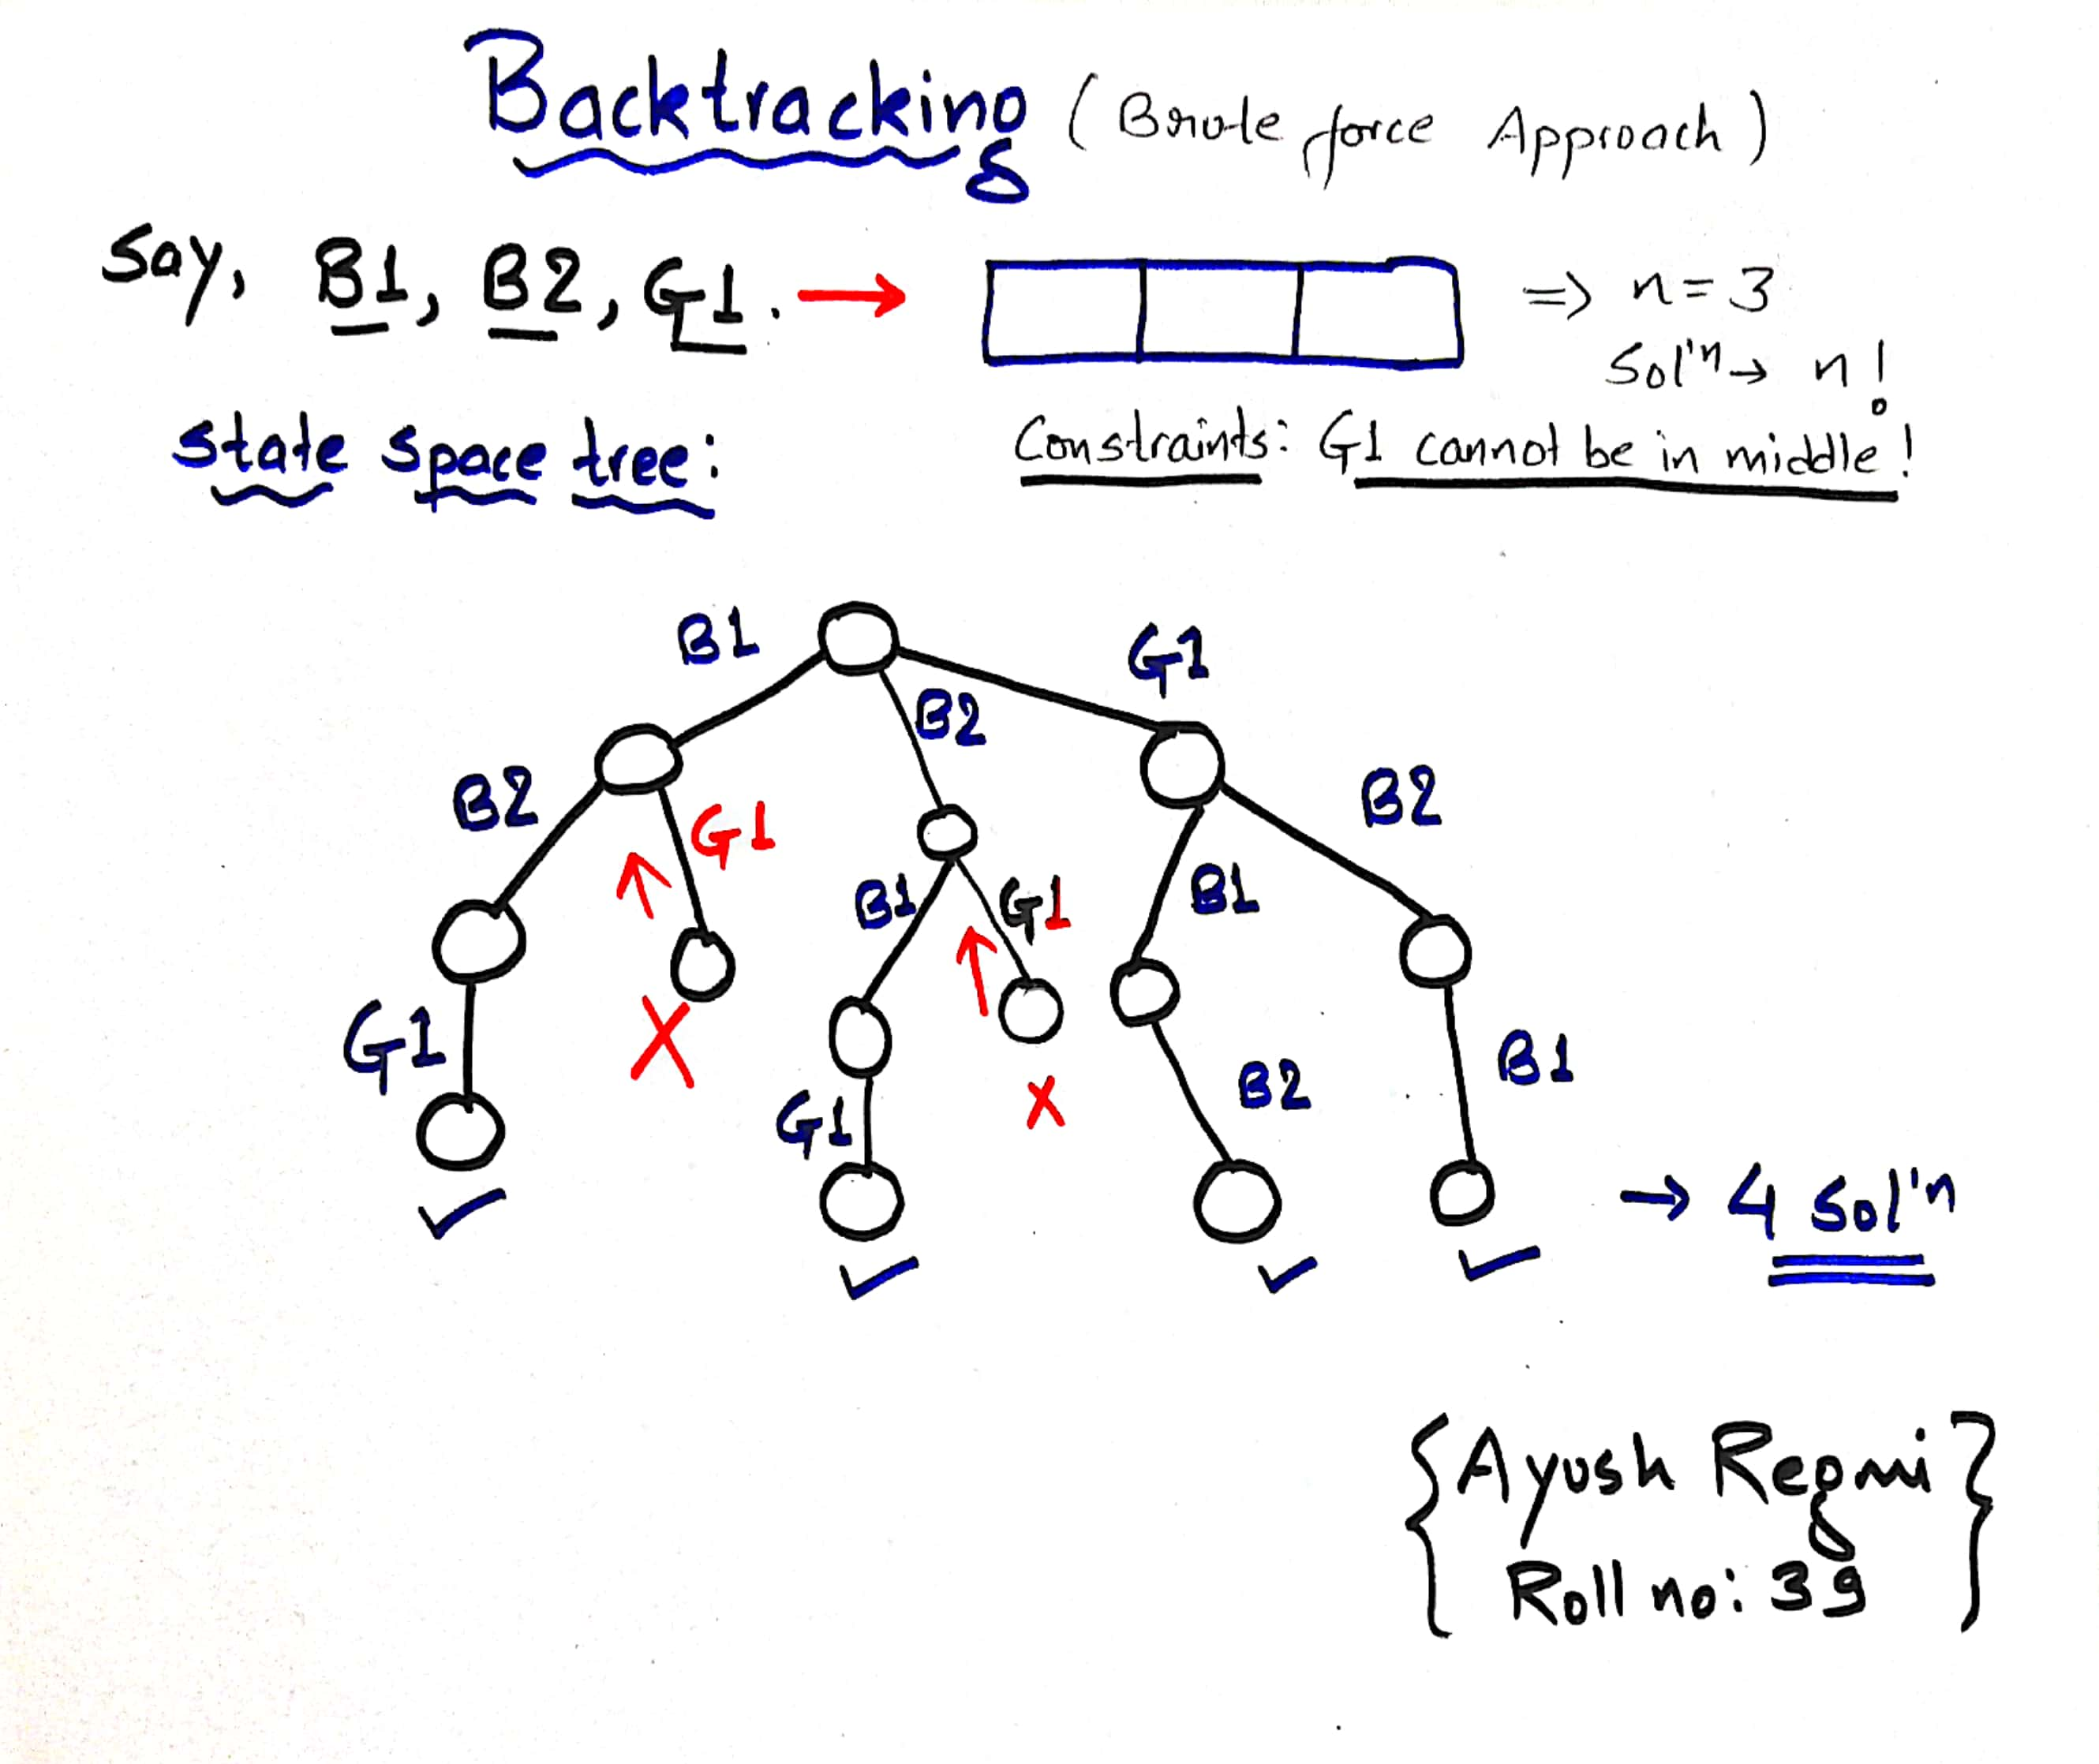 Backtracking (Brute force Approach)
Say, B1, B2, G1. → ⇒ n=3
Sol'n → n!
State space tree:
Constraints: G1 cannot be in middle!
B1
G1
B2
B2
G1
B2
B1
G1
B1
G1
B1
B2
G1
→ 4 Sol'n
{Ayush Regmi}
Roll no: 39